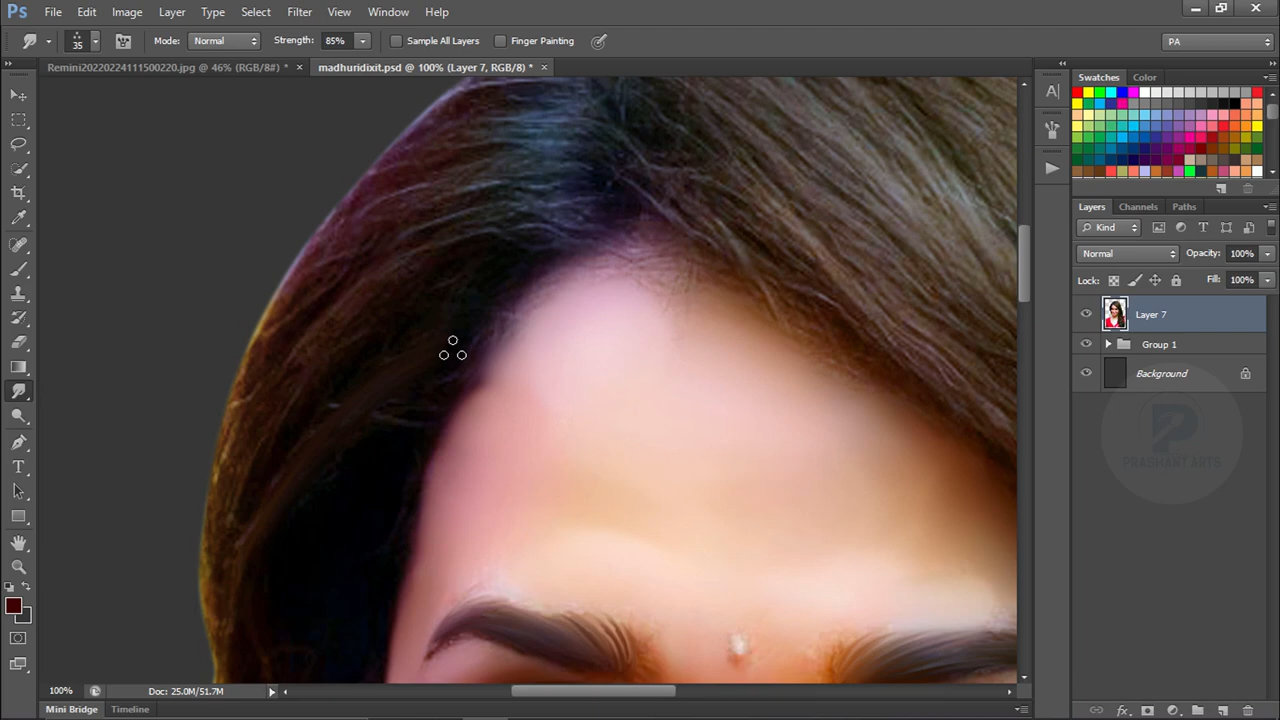 Ps File Edit Image Layer Type Select Filter View Window Help
35 Mode: Normal Strength: 85% Sample All Layers Finger Painting PA
Remini20220224111500220.jpg @ 46% (RGB/8#) * × madhuridixit.psd @ 100% (Layer 7, RGB/8) * ×
Swatches Color
Layers Channels Paths
Kind
Normal Opacity: 100%
Lock: Fill: 100%
Layer 7
Group 1
Background
PRASHANT ARTS
100% Doc: 25.0M/51.7M
Mini Bridge Timeline